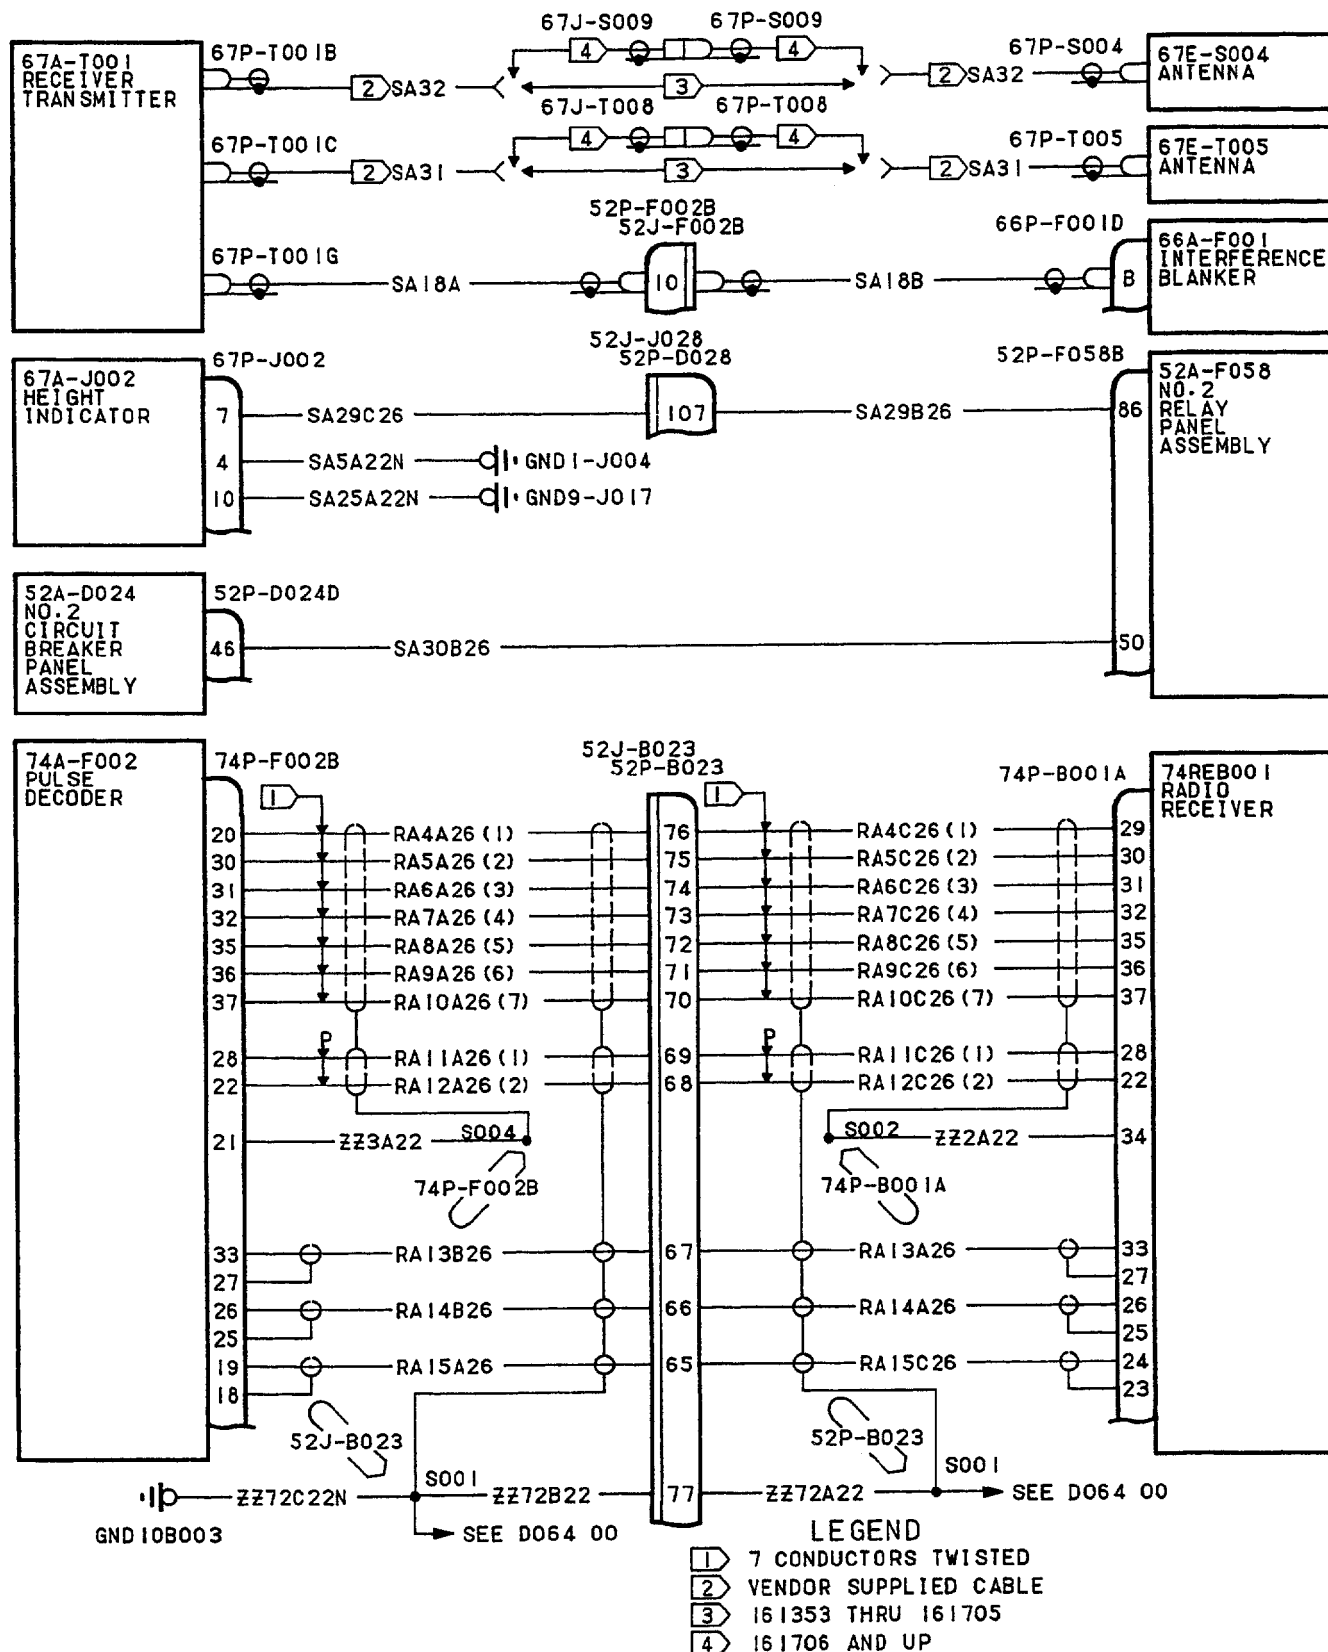 67J-S009 67P-S009
67A-T001
RECEIVER
TRANSMITTER
67P-T001B
4 1 4
67P-S004
67E-S004
ANTENNA
2 SA32
3
2 SA32
67J-T008 67P-T008
67P-T001C
4 1 4
67P-T005
67E-T005
ANTENNA
2 SA31
3
2 SA31
52P-F002B
52J-F002B
66P-F001D
66A-F001
INTERFERENCE
BLANKER
67P-T001G
SA18A
10
SA18B
8
52J-J028
52P-D028
67P-J002
52P-F058B
67A-J002
HEIGHT
INDICATOR
52A-F058
NO.2
RELAY
PANEL
ASSEMBLY
7 SA29C26 107 SA29B26 86
4 SA5A22N GND1-J004
10 SA25A22N GND9-J017
52A-D024
NO.2
CIRCUIT
BREAKER
PANEL
ASSEMBLY
52P-D024D
46 SA30B26 50
74A-F002
PULSE
DECODER
74P-F002B
52J-B023
52P-B023
74P-B001A
74REB001
RADIO
RECEIVER
1 1
20 RA4A26(1) 76 RA4C26(1) 29
30 RA5A26(2) 75 RA5C26(2) 30
31 RA6A26(3) 74 RA6C26(3) 31
32 RA7A26(4) 73 RA7C26(4) 32
35 RA8A26(5) 72 RA8C26(5) 35
36 RA9A26(6) 71 RA9C26(6) 36
37 RA10A26(7) 70 RA10C26(7) 37
P P
28 RA11A26(1) 69 RA11C26(1) 28
22 RA12A26(2) 68 RA12C26(2) 22
21 ZZ3A22 S004 S002 ZZ2A22 34
74P-F002B 74P-B001A
33 RA13B26 67 RA13A26 33
27 27
26 RA14B26 66 RA14A26 26
25 25
19 RA15A26 65 RA15C26 24
18 23
52J-B023 52P-B023
S001 S001
ZZ72C22N ZZ72B22 77 ZZ72A22 SEE D064 00
GND10B003 SEE D064 00
LEGEND
1 7 CONDUCTORS TWISTED
2 VENDOR SUPPLIED CABLE
3 161353 THRU 161705
4 161706 AND UP